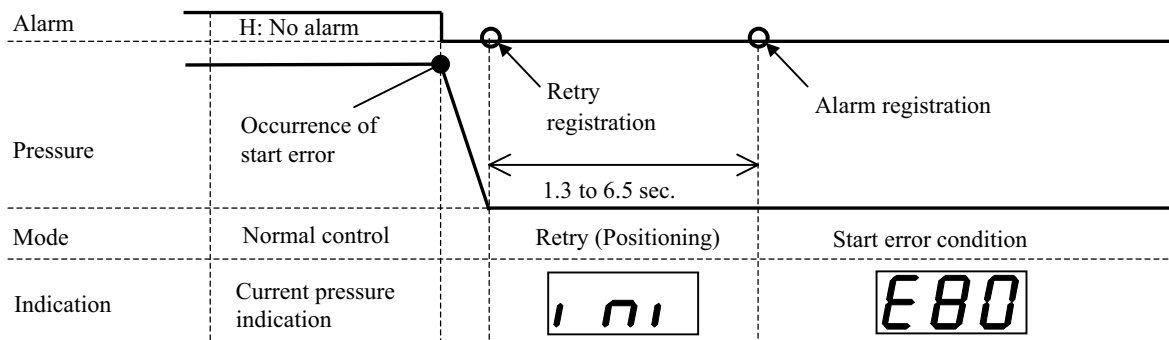 Alarm
H: No alarm
Retry
registration
Alarm registration
Occurrence of
start error
Pressure
1.3 to 6.5 sec.
Mode
Normal control
Retry (Positioning)
Start error condition
Indication
Current pressure
indication
ini
E80